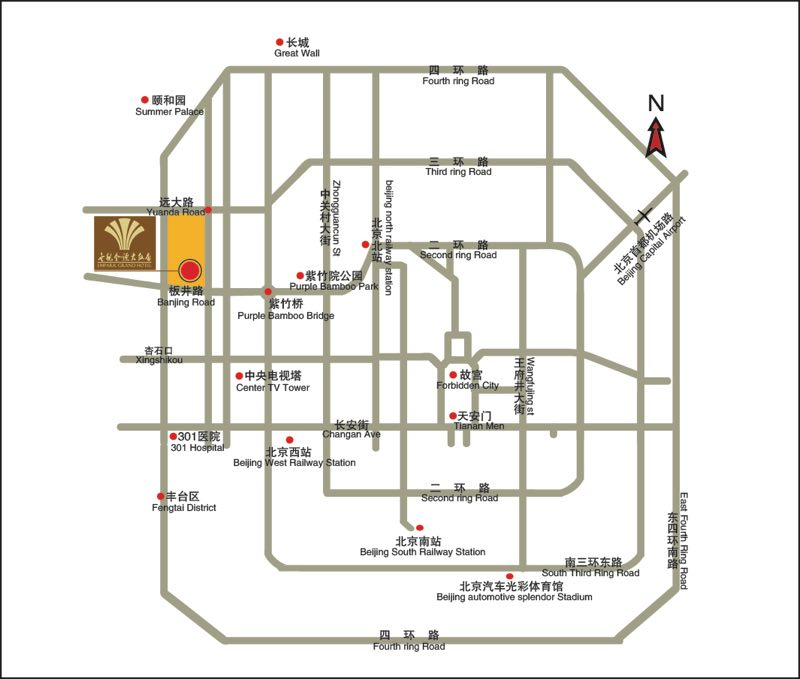 长城
Great Wall
四 环 路
Fourth ring Road
颐和园
Summer Palace
N
三 环 路
Third ring Road
远大路
Yuanda Road
Zhongguancun St
中关村大街
beijing north railway station
北京北站
二 环 路
Second ring Road
北京首都机场路
Beijing Capital Airport
EMPARK GRAND HOTEL
紫竹院公园
Purple Bamboo Park
板井路
Banjing Road
紫竹桥
Purple Bamboo Bridge
杏石口
Xingshikou
中央电视塔
Center TV Tower
故宫
Forbidden City
Wangfujing st
王府井大街
天安门
Tianan Men
长安街
Changan Ave
301医院
301 Hospital
北京西站
Beijing West Railway Station
二 环 路
Second ring Road
丰台区
Fengtai District
East Fourth Ring Road
东四环南路
北京南站
Beijing South Railway Station
南三环东路
South Third Ring Road
北京汽车光彩体育馆
Beijing automotive splendor Stadium
四 环 路
Fourth ring Road